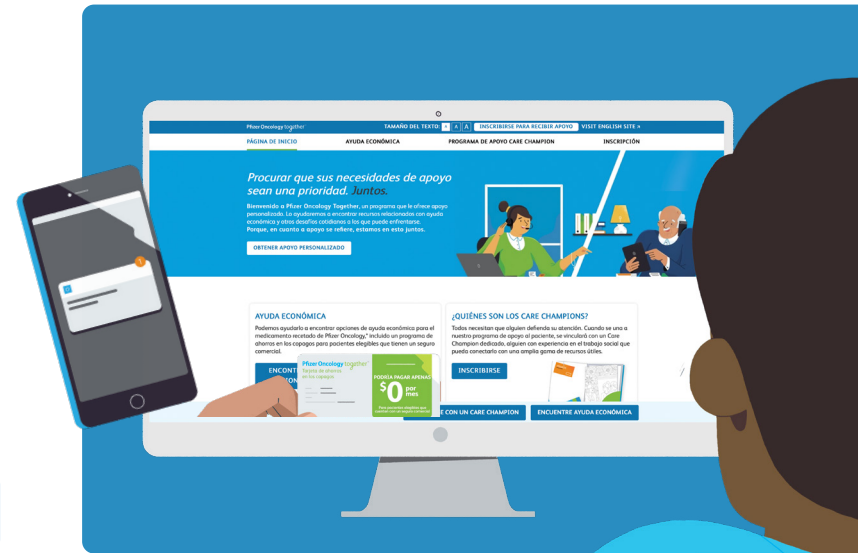 Pfizer Oncology together
TAMAÑO DEL TEXTO: A A A
INSCRIBIRSE PARA RECIBIR APOYO
VISIT ENGLISH SITE »
PÁGINA DE INICIO
AYUDA ECONÓMICA
PROGRAMA DE APOYO CARE CHAMPION
INSCRIPCIÓN
Procurar que sus necesidades de apoyo
sean una prioridad. Juntos.
Bienvenido a Pfizer Oncology Together, un programa que le ofrece apoyo
personalizado. Lo ayudaremos a encontrar recursos relacionados con ayuda
económica y otros desafíos cotidianos a los que puede enfrentarse.
Porque, en cuanto a apoyo se refiere, estamos en esto juntos.
OBTENER APOYO PERSONALIZADO
AYUDA ECONÓMICA
Podemos ayudarlo a encontrar opciones de ayuda económica para el
medicamento recetado de Pfizer Oncology,* incluido un programa de
ahorros en los copagos para pacientes elegibles que tienen un seguro
comercial.
¿QUIÉNES SON LOS CARE CHAMPIONS?
Todos necesitan que alguien defienda su atención. Cuando se una a
nuestro programa de apoyo al paciente, se vinculará con un Care
Champion dedicado, alguien con experiencia en el trabajo social que
pueda conectarlo con una amplia gama de recursos útiles.
INSCRIBIRSE
Pfizer Oncology together
Tarjeta de ahorros
en los copagos
PODRÍA PAGAR APENAS
$0 por
mes
CON UN CARE CHAMPION
ENCUENTRE AYUDA ECONÓMICA